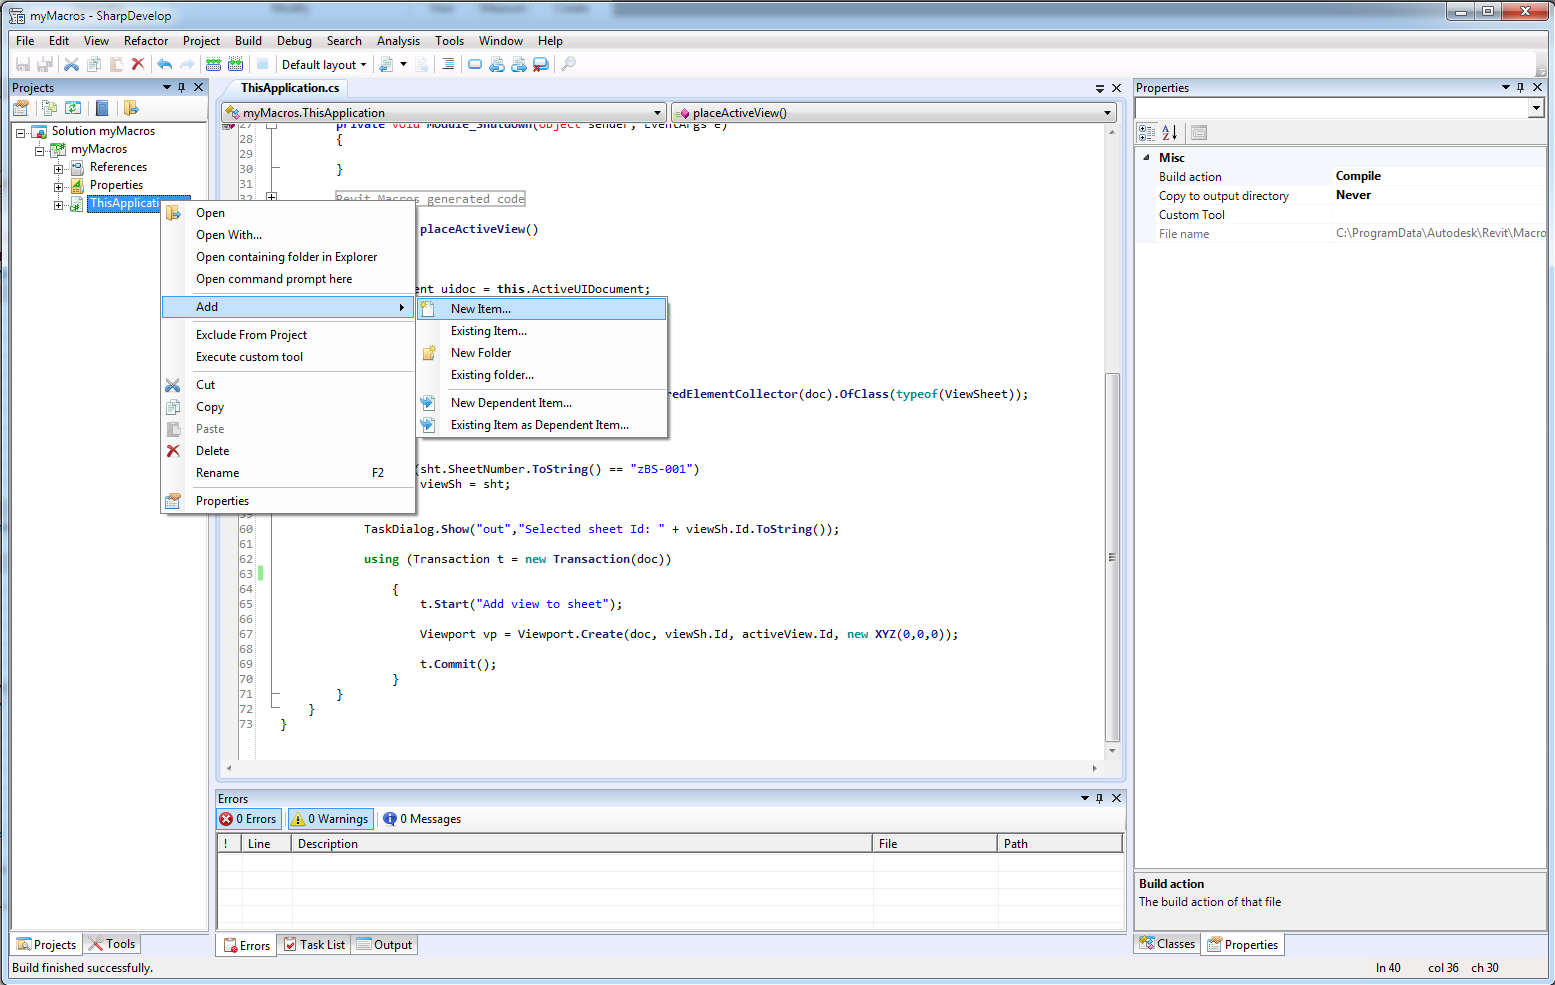 myMacros - SharpDevelop
File Edit View Refactor Project Build Debug Search Analysis Tools Window Help
Default layout
Projects
Solution myMacros
myMacros
References
Properties
ThisApplicati
Open
Open With...
Open containing folder in Explorer
Open command prompt here
Add
Exclude From Project
Execute custom tool
Cut
Copy
Paste
Delete
Rename F2
Properties
New Item...
Existing Item...
New Folder
Existing folder...
New Dependent Item...
Existing Item as Dependent Item...
ThisApplication.cs
myMacros.ThisApplication placeActiveView()
27 private void Module_Shutdown(object sender, EventArgs e)
28 {
29
30 }
31
32 Revit Macros generated code
placeActiveView()
ent uidoc = this.ActiveUIDocument;
redElementCollector(doc).OfClass(typeof(ViewSheet));
(sht.SheetNumber.ToString() == "zBS-001")
viewSh = sht;
59
60 TaskDialog.Show("out","Selected sheet Id: " + viewSh.Id.ToString());
61
62 using (Transaction t = new Transaction(doc))
63
64 {
65 t.Start("Add view to sheet");
66
67 Viewport vp = Viewport.Create(doc, viewSh.Id, activeView.Id, new XYZ(0,0,0));
68
69 t.Commit();
70 }
71 }
72 }
73 }
Errors
0 Errors 0 Warnings 0 Messages
! Line Description File Path
Errors Task List Output
Projects Tools
Properties
Misc
Build action Compile
Copy to output directory Never
Custom Tool
File name C:\ProgramData\Autodesk\Revit\Macro
Build action
The build action of that file
Classes Properties
Build finished successfully.
ln 40 col 36 ch 30